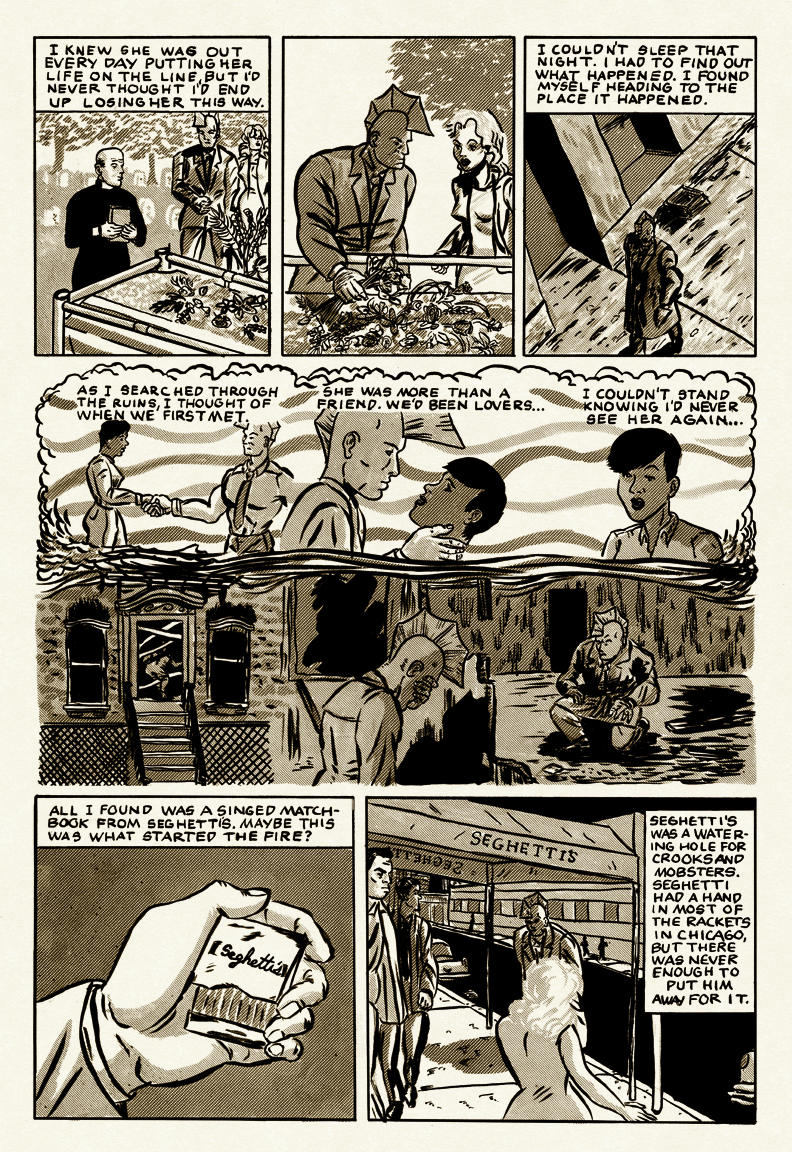 I KNEW SHE WAS OUT
EVERY DAY PUTTING HER
LIFE ON THE LINE, BUT I'D
NEVER THOUGHT I'D END
UP LOSING HER THIS WAY.
I COULDN'T SLEEP THAT
NIGHT. I HAD TO FIND OUT
WHAT HAPPENED. I FOUND
MYSELF HEADING TO THE
PLACE IT HAPPENED.
AS I SEARCHED THROUGH
THE RUINS, I THOUGHT OF
WHEN WE FIRST MET.
SHE WAS MORE THAN A
FRIEND. WE'D BEEN LOVERS...
I COULDN'T STAND
KNOWING I'D NEVER
SEE HER AGAIN...
ALL I FOUND WAS A SINGED MATCH-
BOOK FROM SEGHETTI'S. MAYBE THIS
WAS WHAT STARTED THE FIRE?
Seghetti's
SEGHETTI'S
SEGHETTI'S
SEGHETTI'S
WAS A WATER-
ING HOLE FOR
CROOKS AND
MOBSTERS.
SEGHETTI
HAD A HAND
IN MOST OF
THE RACKETS
IN CHICAGO,
BUT THERE
WAS NEVER
ENOUGH TO
PUT HIM
AWAY FOR IT.